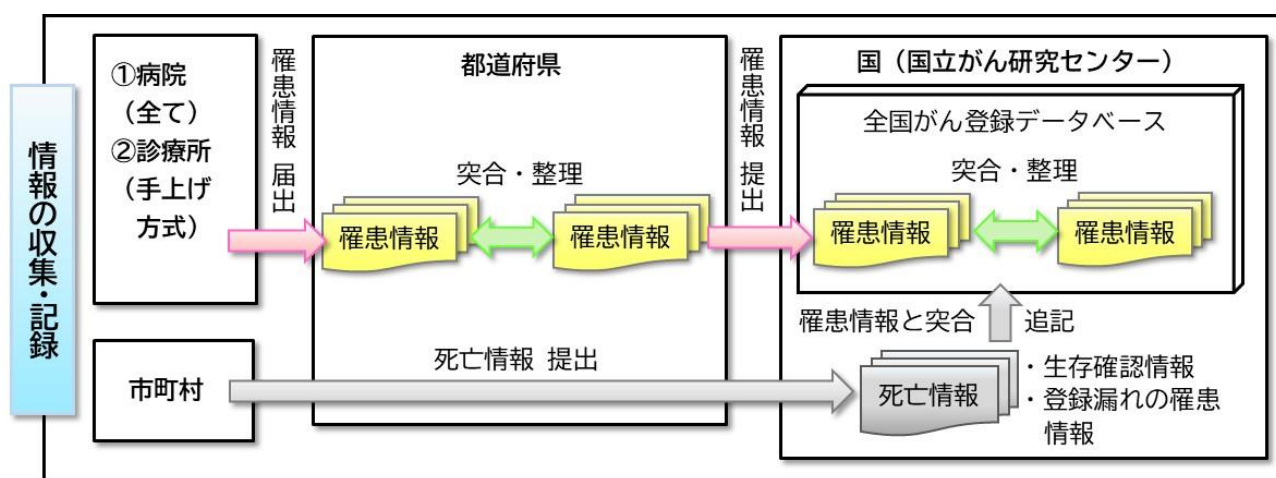 情報の収集・記録
①病院
（全て）
②診療所
（手上げ
方式）
罹患情報 届出
都道府県
突合・整理
罹患情報
罹患情報
罹患情報 提出
国（国立がん研究センター）
全国がん登録データベース
突合・整理
罹患情報
罹患情報
罹患情報と突合
追記
市町村
死亡情報 提出
死亡情報
・生存確認情報
・登録漏れの罹患
情報